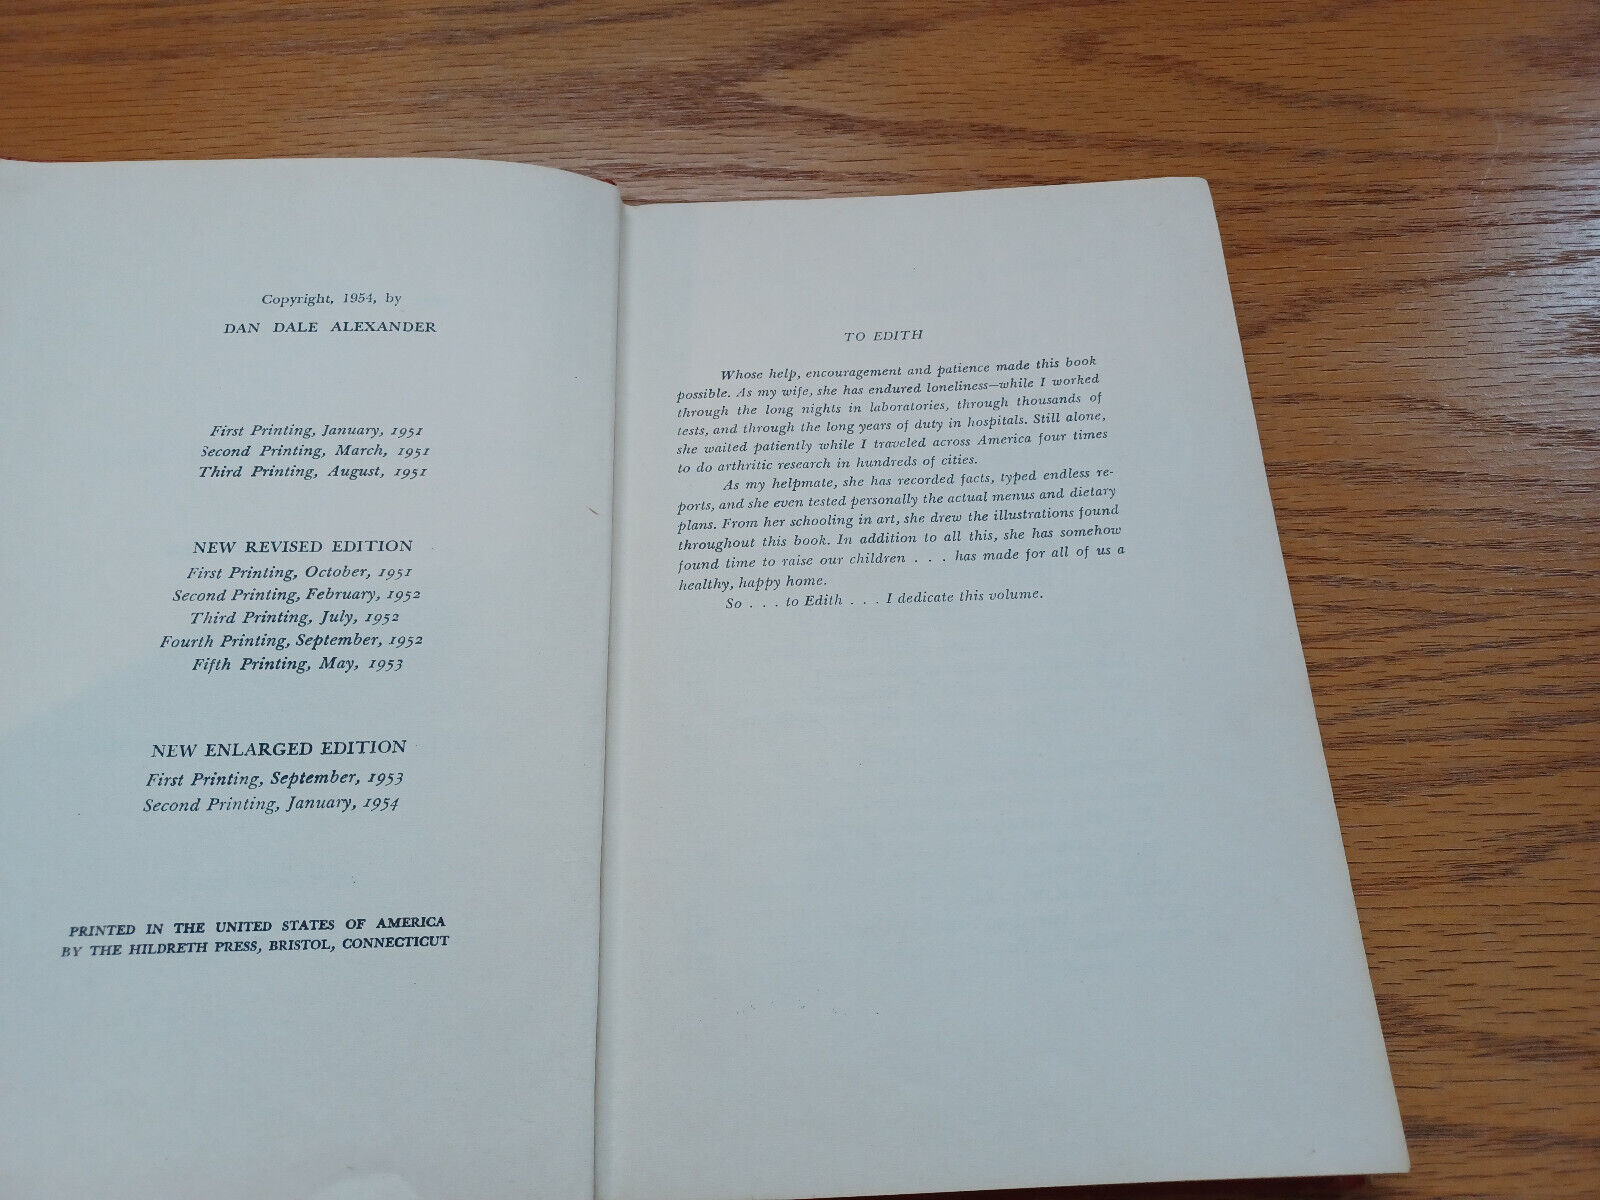 Copyright, 1954, by
DAN DALE ALEXANDER
First Printing, January, 1951
Second Printing, March, 1951
Third Printing, August, 1951
NEW REVISED EDITION
First Printing, October, 1951
Second Printing, February, 1952
Third Printing, July, 1952
Fourth Printing, September, 1952
Fifth Printing, May, 1953
NEW ENLARGED EDITION
First Printing, September, 1953
Second Printing, January, 1954
PRINTED IN THE UNITED STATES OF AMERICA
BY THE HILDRETH PRESS, BRISTOL, CONNECTICUT
TO EDITH
Whose help, encouragement and patience made this book
possible. As my wife, she has endured loneliness—while I worked
through the long nights in laboratories, through thousands of
tests, and through the long years of duty in hospitals. Still alone,
she waited patiently while I traveled across America four times
to do arthritic research in hundreds of cities.
As my helpmate, she has recorded facts, typed endless re-
ports, and she even tested personally the actual menus and dietary
plans. From her schooling in art, she drew the illustrations found
throughout this book. In addition to all this, she has somehow
found time to raise our children . . . has made for all of us a
healthy, happy home.
So . . . to Edith . . . I dedicate this volume.